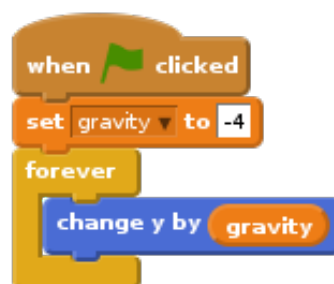 when clicked
set gravity to -4
forever
change y by gravity